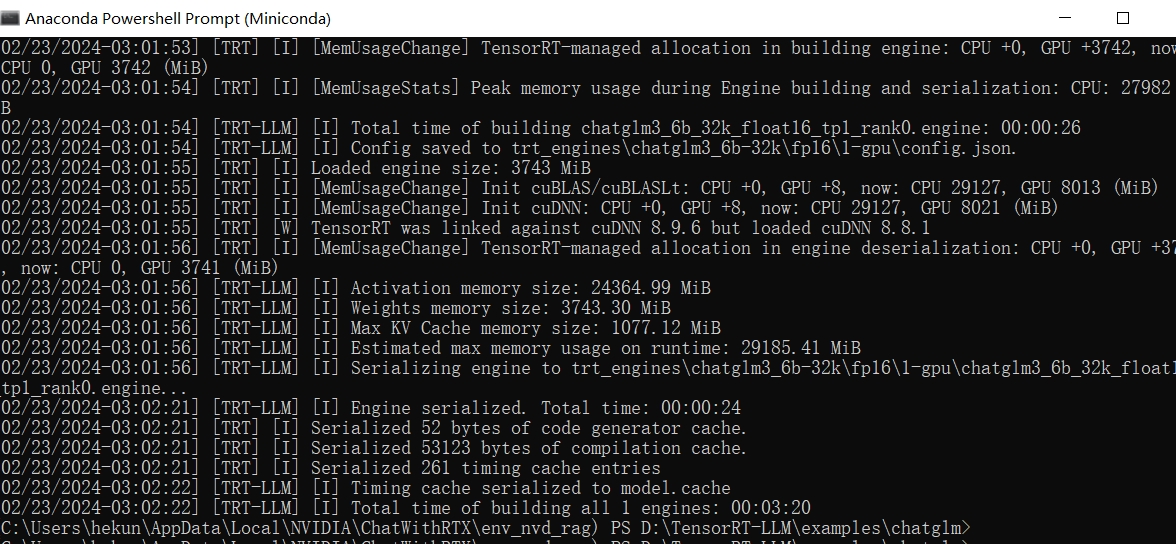 Anaconda Powershell Prompt (Miniconda)
02/23/2024-03:01:53] [TRT] [I] [MemUsageChange] TensorRT-managed allocation in building engine: CPU +0, GPU +3742, now
CPU 0, GPU 3742 (MiB)
02/23/2024-03:01:54] [TRT] [I] [MemUsageStats] Peak memory usage during Engine building and serialization: CPU: 27982
B
02/23/2024-03:01:54] [TRT-LLM] [I] Total time of building chatglm3_6b_32k_float16_tp1_rank0.engine: 00:00:26
02/23/2024-03:01:54] [TRT-LLM] [I] Config saved to trt_engines\chatglm3_6b-32k\fp16\1-gpu\config.json.
02/23/2024-03:01:55] [TRT] [I] Loaded engine size: 3743 MiB
02/23/2024-03:01:55] [TRT] [I] [MemUsageChange] Init cuBLAS/cuBLASLt: CPU +0, GPU +8, now: CPU 29127, GPU 8013 (MiB)
02/23/2024-03:01:55] [TRT] [I] [MemUsageChange] Init cuDNN: CPU +0, GPU +8, now: CPU 29127, GPU 8021 (MiB)
02/23/2024-03:01:55] [TRT] [W] TensorRT was linked against cuDNN 8.9.6 but loaded cuDNN 8.8.1
02/23/2024-03:01:56] [TRT] [I] [MemUsageChange] TensorRT-managed allocation in engine deserialization: CPU +0, GPU +37
, now: CPU 0, GPU 3741 (MiB)
02/23/2024-03:01:56] [TRT-LLM] [I] Activation memory size: 24364.99 MiB
02/23/2024-03:01:56] [TRT-LLM] [I] Weights memory size: 3743.30 MiB
02/23/2024-03:01:56] [TRT-LLM] [I] Max KV Cache memory size: 1077.12 MiB
02/23/2024-03:01:56] [TRT-LLM] [I] Estimated max memory usage on runtime: 29185.41 MiB
02/23/2024-03:01:56] [TRT-LLM] [I] Serializing engine to trt_engines\chatglm3_6b-32k\fp16\1-gpu\chatglm3_6b_32k_float1
_tp1_rank0.engine...
02/23/2024-03:02:21] [TRT-LLM] [I] Engine serialized. Total time: 00:00:24
02/23/2024-03:02:21] [TRT] [I] Serialized 52 bytes of code generator cache.
02/23/2024-03:02:21] [TRT] [I] Serialized 53123 bytes of compilation cache.
02/23/2024-03:02:21] [TRT] [I] Serialized 261 timing cache entries
02/23/2024-03:02:22] [TRT-LLM] [I] Timing cache serialized to model.cache
02/23/2024-03:02:22] [TRT-LLM] [I] Total time of building all 1 engines: 00:03:20
C:\Users\hekun\AppData\Local\NVIDIA\ChatWithRTX\env_nvd_rag) PS D:\TensorRT-LLM\examples\chatglm>